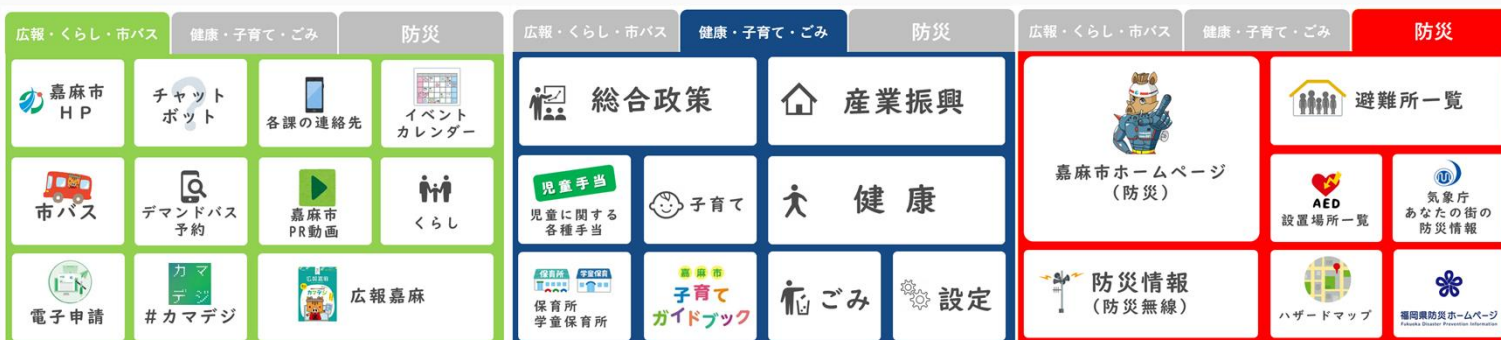 広報・くらし・市バス
健康・子育て・ごみ
防災
嘉麻市
HP
チャット
ボット
各課の連絡先
イベント
カレンダー
市バス
デマンドバス
予約
嘉麻市
PR動画
くらし
電子申請
カマ
デジ
#カマデジ
広報嘉麻
広報・くらし・市バス
健康・子育て・ごみ
防災
総合政策
産業振興
児童手当
児童に関する
各種手当
子育て
健康
保育所
学童保育
保育所
学童保育所
嘉麻市
子育て
ガイドブック
ごみ
設定
広報・くらし・市バス
健康・子育て・ごみ
防災
嘉麻市ホームページ
(防災)
避難所一覧
AED
設置場所一覧
気象庁
あなたの街の
防災情報
防災情報
(防災無線)
ハザードマップ
福岡県防災ホームページ
Fukuoka Disaster Prevention Information